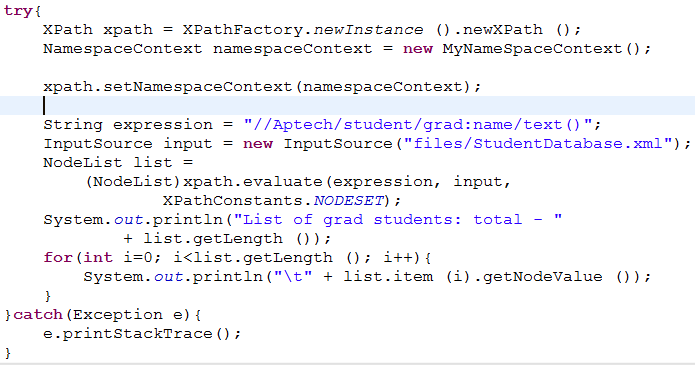 try{
XPath xpath = XPathFactory.newInstance ().newXPath ();
NamespaceContext namespaceContext = new MyNameSpaceContext();
xpath.setNamespaceContext(namespaceContext);
String expression = "//Aptech/student/grad:name/text()";
InputSource input = new InputSource("files/StudentDatabase.xml");
NodeList list =
(NodeList)xpath.evaluate(expression, input,
XPathConstants.NODESET);
System.out.println("List of grad students: total - "
+ list.getLength ());
for(int i=0; i<list.getLength (); i++){
System.out.println("\t" + list.item (i).getNodeValue ());
}
}catch(Exception e){
e.printStackTrace();
}